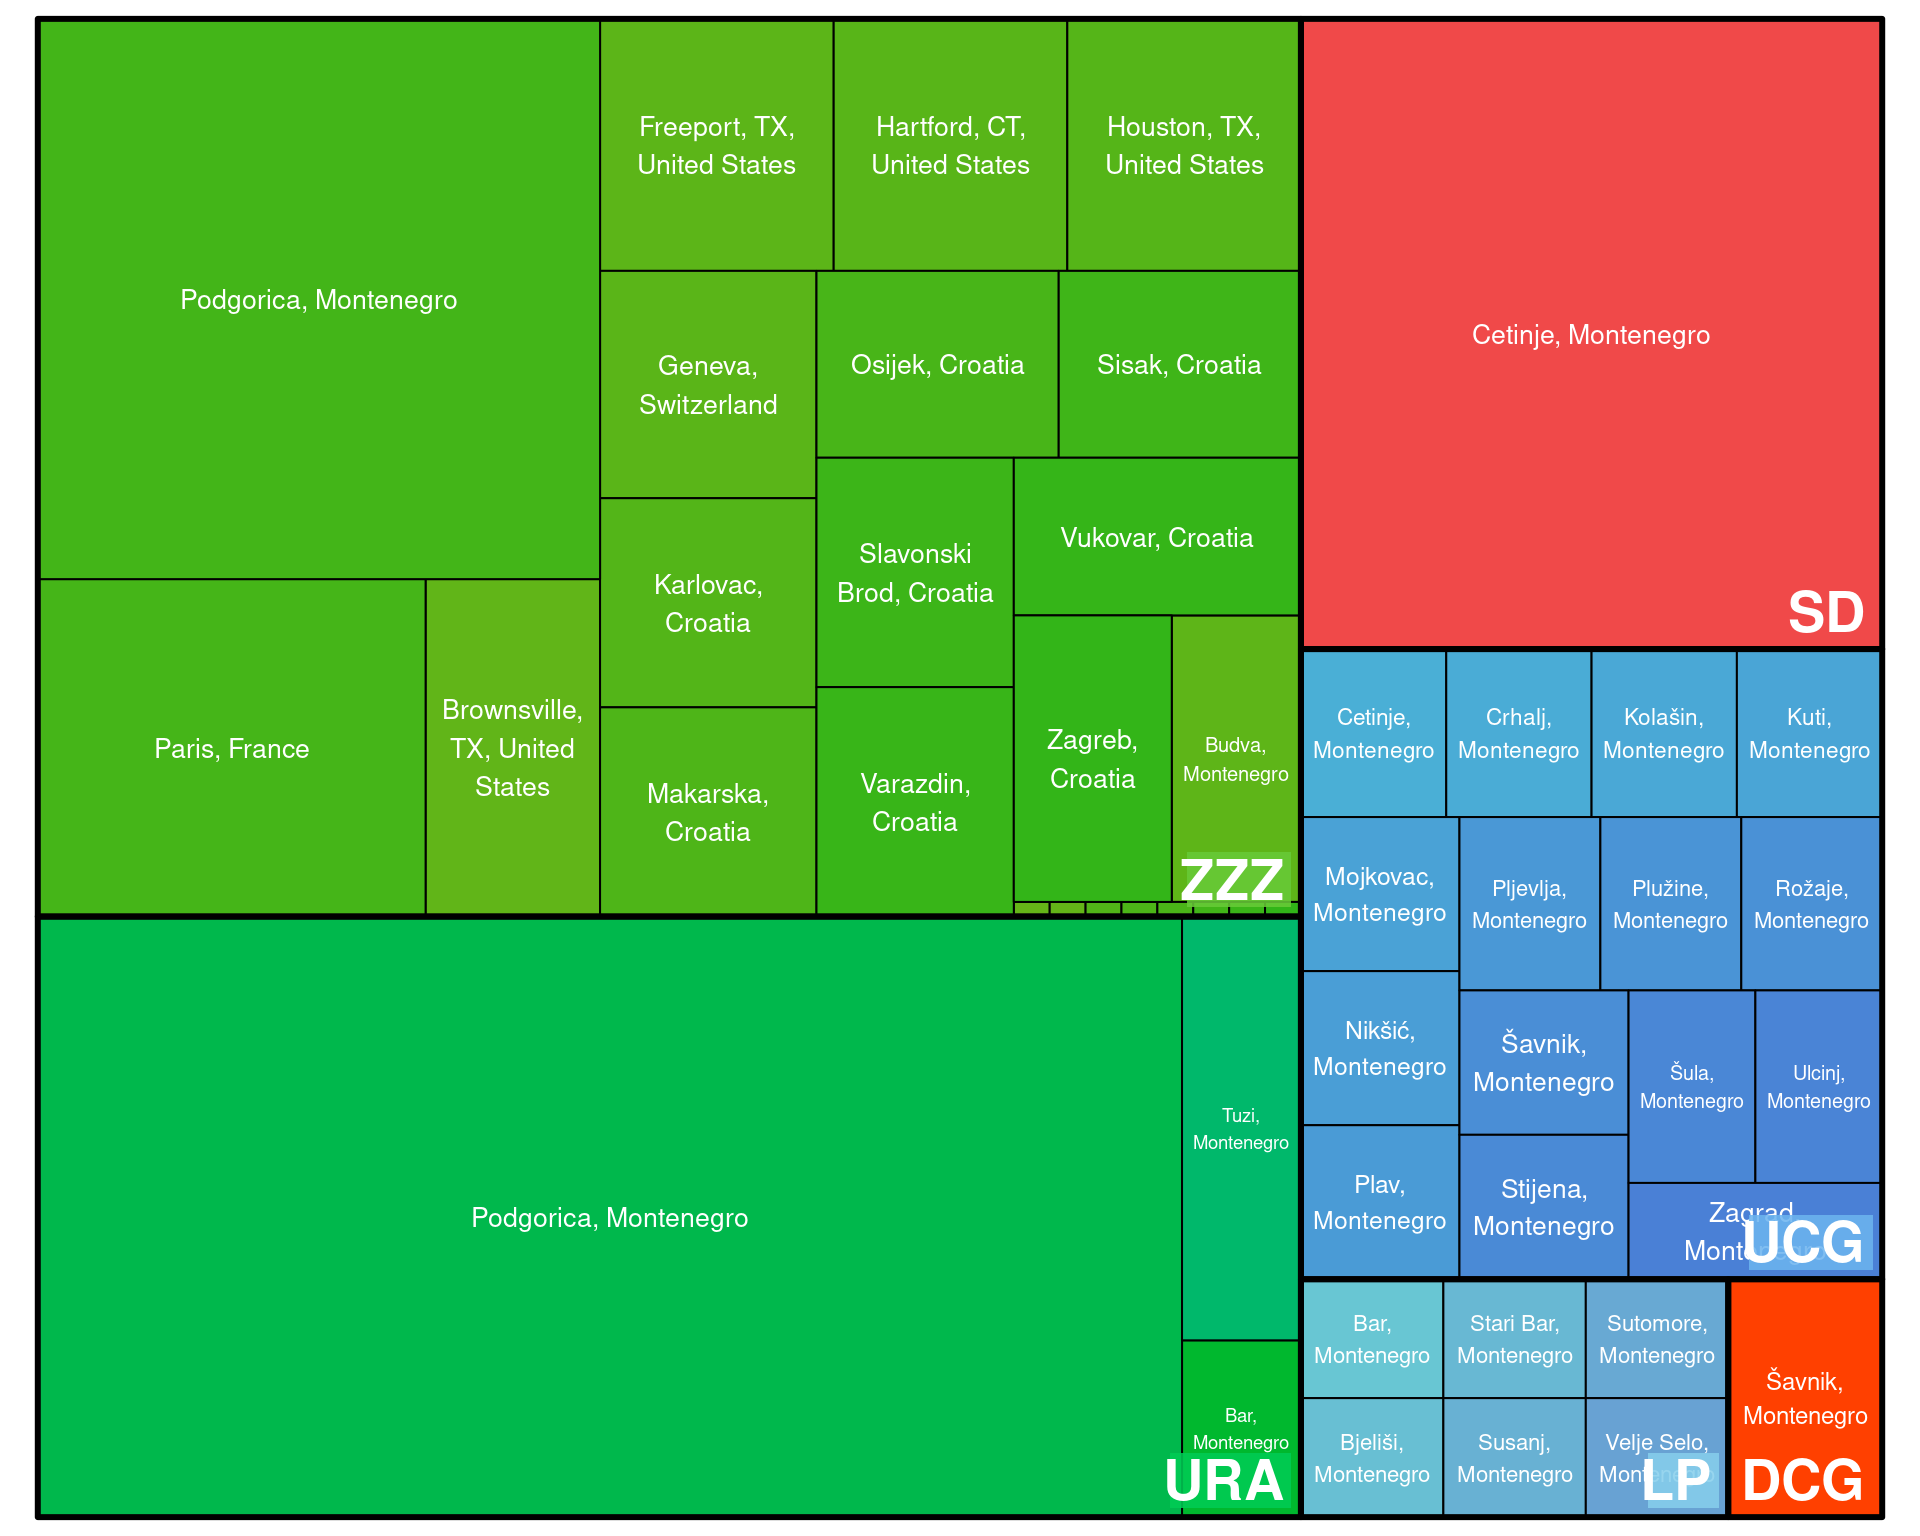 Podgorica, Montenegro
Freeport, TX,
United States
Hartford, CT,
United States
Houston, TX,
United States
Geneva,
Switzerland
Osijek, Croatia
Sisak, Croatia
Karlovac,
Croatia
Slavonski
Brod, Croatia
Vukovar, Croatia
Paris, France
Brownsville,
TX, United
States
Makarska,
Croatia
Varazdin,
Croatia
Zagreb,
Croatia
Budva,
Montenegro
ZZZ
Cetinje, Montenegro
SD
Cetinje,
Montenegro
Crhalj,
Montenegro
Kolašin,
Montenegro
Kuti,
Montenegro
Mojkovac,
Montenegro
Pljevlja,
Montenegro
Plužine,
Montenegro
Rožaje,
Montenegro
Nikšić,
Montenegro
Šavnik,
Montenegro
Šula,
Montenegro
Ulcinj,
Montenegro
Plav,
Montenegro
Stijena,
Montenegro
Zagrad,
Montenegro
UCG
Podgorica, Montenegro
Tuzi,
Montenegro
Bar,
Montenegro
URA
Bar,
Montenegro
Stari Bar,
Montenegro
Sutomore,
Montenegro
Bjeliši,
Montenegro
Susanj,
Montenegro
Velje Selo,
Montenegro
LP
Šavnik,
Montenegro
DCG